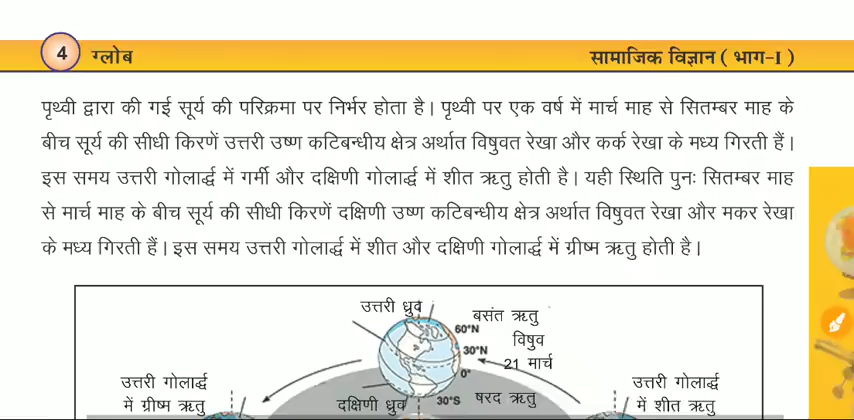 4 ग्लोब
सामाजिक विज्ञान ( भाग-I )
पृथ्वी द्वारा की गई सूर्य की परिक्रमा पर निर्भर होता है। पृथ्वी पर एक वर्ष में मार्च माह से सितम्बर माह के
बीच सूर्य की सीधी किरणें उत्तरी उष्ण कटिबन्धीय क्षेत्र अर्थात विषुवत रेखा और कर्क रेखा के मध्य गिरती हैं।
इस समय उत्तरी गोलार्द्ध में गर्मी और दक्षिणी गोलार्द्ध में शीत ऋतु होती है। यही स्थिति पुनः सितम्बर माह
से मार्च माह के बीच सूर्य की सीधी किरणें दक्षिणी उष्ण कटिबन्धीय क्षेत्र अर्थात विषुवत रेखा और मकर रेखा
के मध्य गिरती हैं। इस समय उत्तरी गोलार्द्ध में शीत और दक्षिणी गोलार्द्ध में ग्रीष्म ऋतु होती है।
उत्तरी ध्रुव
बसंत ऋतु
विषुव
21 मार्च
60°N
30°N
0°
30°S
षरद ऋतु
दक्षिणी ध्रुव
उत्तरी गोलार्द्ध
में ग्रीष्म ऋतु
उत्तरी गोलार्द्ध
में शीत ऋतु